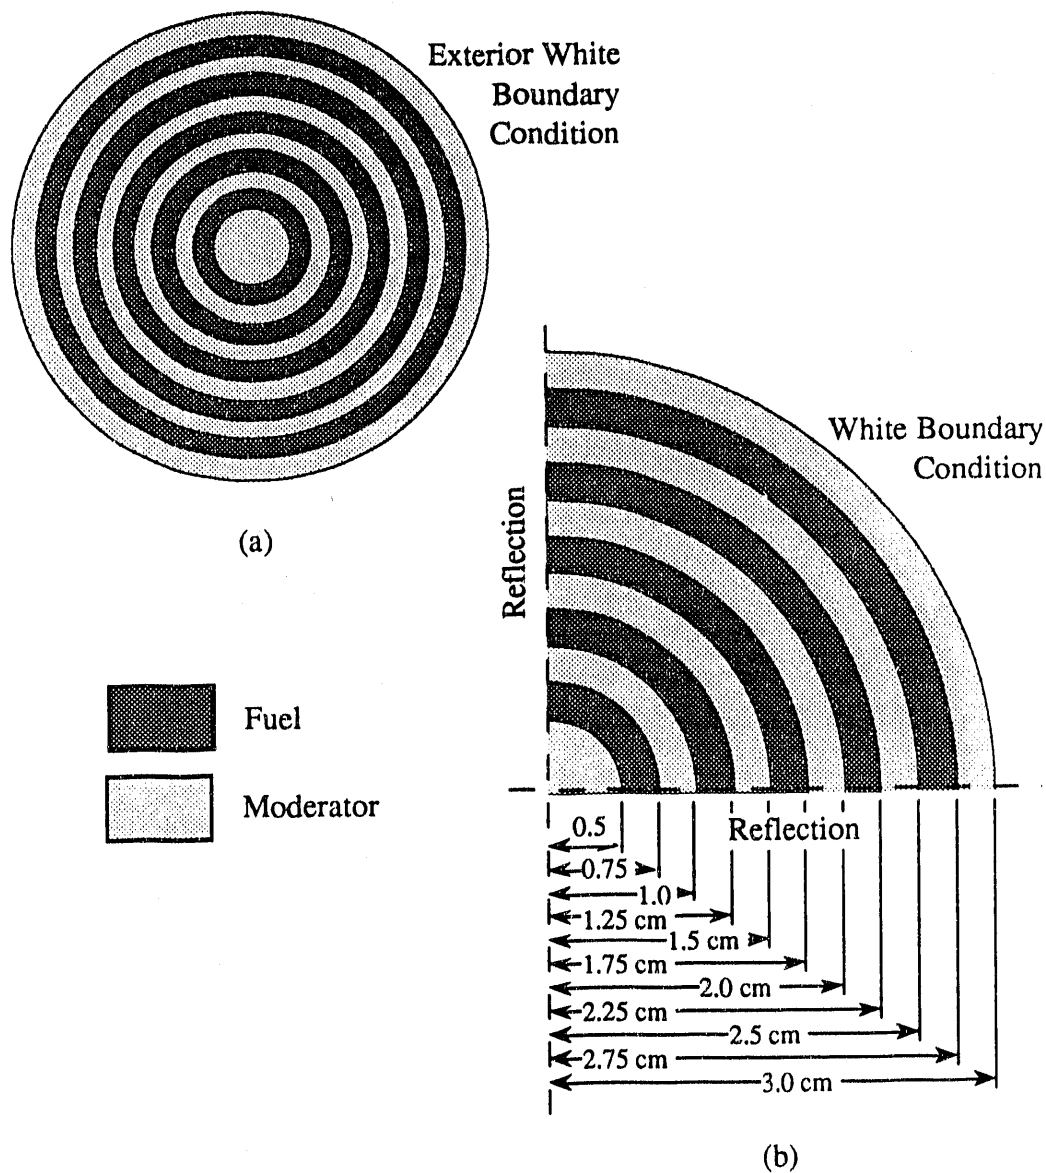 Exterior White
Boundary
Condition
(a)
White Boundary
Condition
Reflection
Fuel
Moderator
Reflection
0.5
0.75
1.0
1.25 cm
1.5 cm
1.75 cm
2.0 cm
2.25 cm
2.5 cm
2.75 cm
3.0 cm
(b)